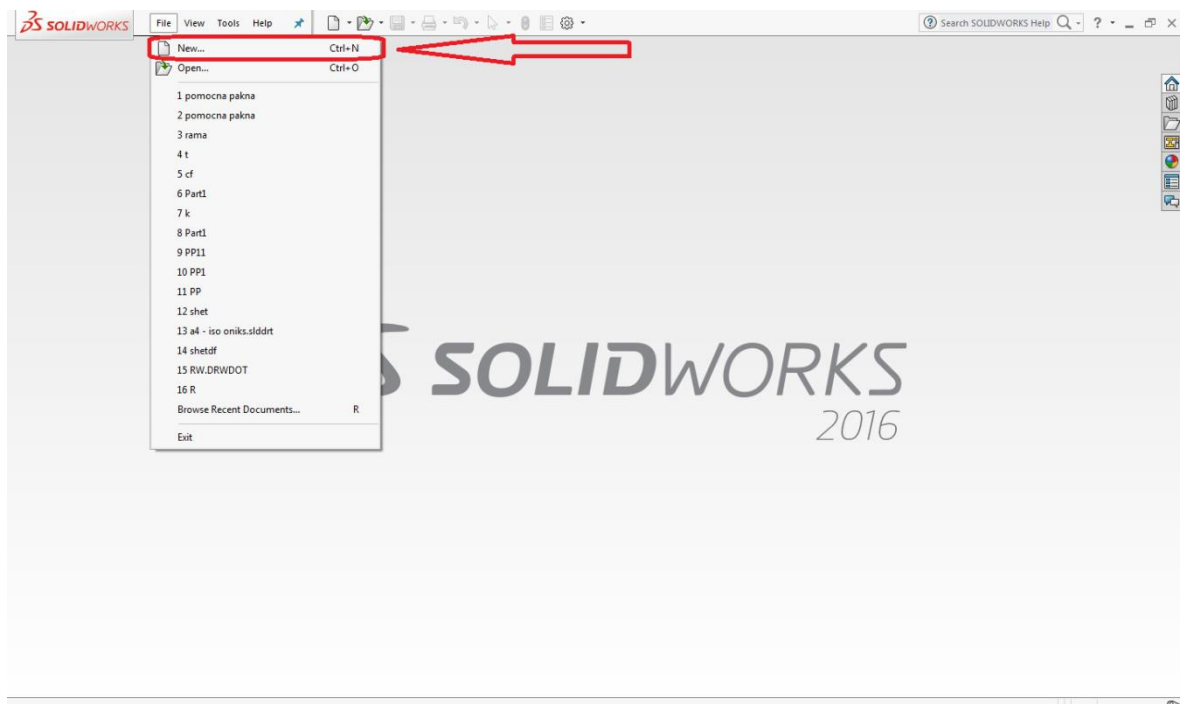 SOLIDWORKS File View Tools Help Search SOLIDWORKS Help ?
New... Ctrl+N
Open... Ctrl+O
1 pomocna pakna
2 pomocna pakna
3 rama
4 t
5 cf
6 Part1
7 k
8 Part1
9 PP11
10 PP1
11 PP
12 shet
13 a4 - iso oniks.slddrt
14 shetdf
15 RW.DRWDOT
16 R
Browse Recent Documents... R
Exit
SOLIDWORKS
2016